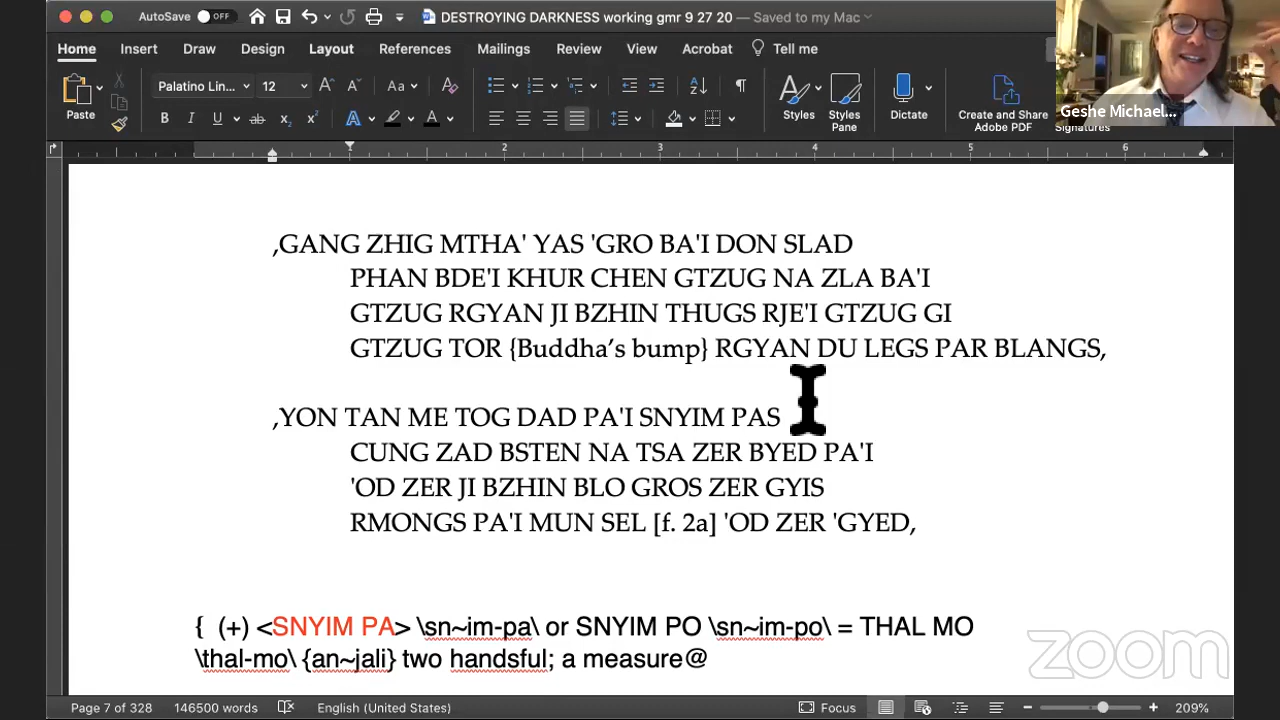 AutoSave OFF DESTROYING DARKNESS working gmr 9 27 20 — Saved to my Mac
Home Insert Draw Design Layout References Mailings Review View Acrobat Tell me
Paste Palatino Lin... 12 Styles Styles Pane Dictate Create and Share Adobe PDF Signatures
Geshe Michael...
2 3 4 5 6
,GANG ZHIG MTHA' YAS 'GRO BA'I DON SLAD
PHAN BDE'I KHUR CHEN GTZUG NA ZLA BA'I
GTZUG RGYAN JI BZHIN THUGS RJE'I GTZUG GI
GTZUG TOR {Buddha’s bump} RGYAN DU LEGS PAR BLANGS,
,YON TAN ME TOG DAD PA'I SNYIM PAS
CUNG ZAD BSTEN NA TSA ZER BYED PA'I
'OD ZER JI BZHIN BLO GROS ZER GYIS
RMONGS PA'I MUN SEL [f. 2a] 'OD ZER 'GYED,
{ (+) <SNYIM PA> \sn~im-pa\ or SNYIM PO \sn~im-po\ = THAL MO
\thal-mo\ {an~jali} two handsful; a measure@
zoom
Page 7 of 328 146500 words English (United States) Focus 209%